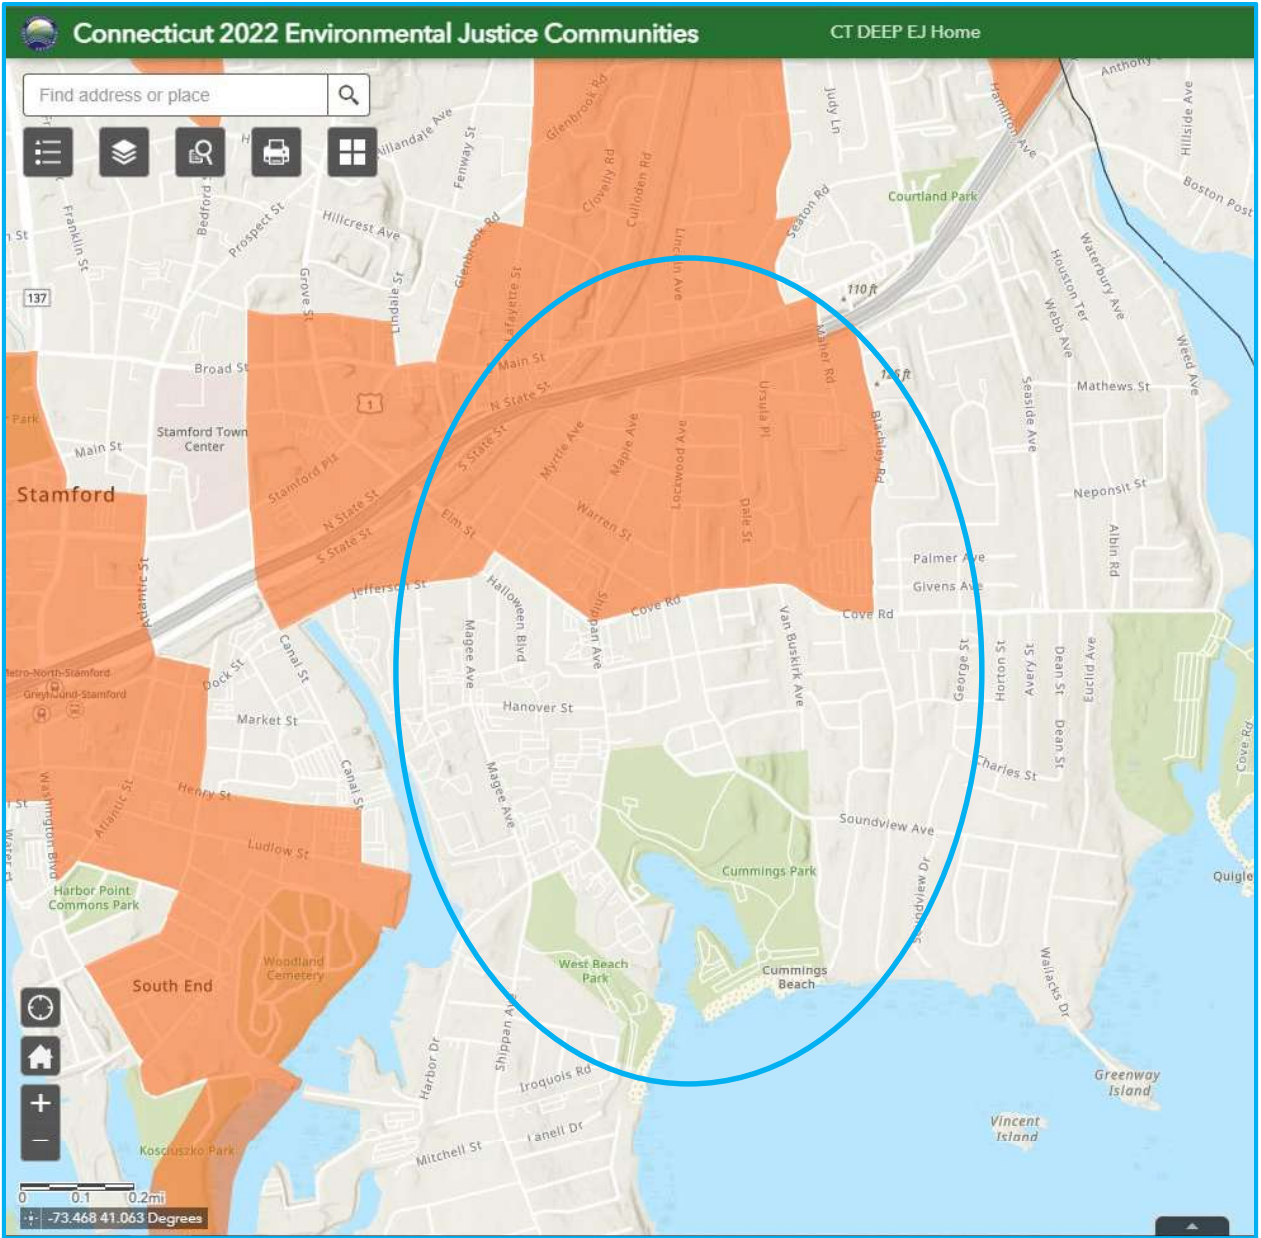 Connecticut 2022 Environmental Justice Communities
CT DEEP EJ Home
Find address or place
Anthony
Hamilton Ave
Hillside Ave
Boston Post
Judy Ln
Courtland Park
Glenbrook Rd
Clovelly Rd
Culloden Rd
Seaton Rd
Fenway St
Bedford
Prospect St
Hillcrest Ave
Franklin St
Glenbrook Rd
Lincoln Ave
Waterbury Ave
Houston Ter
Webb Ave
Weed Ave
137
Grove St
Lindale St
Lafayette St
110 ft
Main St
N State St
Maher Rd
125 ft
Broad St
1
Ursula Pl
Mathews St
Seaside Ave
Park
Main St
Stamford Town
Center
S State St
Myrtle Ave
Maple Ave
Lockwood Ave
Blachley Rd
Stamford
Stamford Plz
N State St
S State St
Elm St
Warren St
Dale St
Neponsit St
Albin Rd
Palmer Ave
Givens Ave
Atlantic St
Jefferson St
Halloween Blvd
Magee Ave
Shippan Ave
Cove Rd
Van Buskirk Ave
Cove Rd
Canal St
Dock St
Metro-North-Stamford
Greyhound-Stamford
George St
Horton St
Avery St
Dean St
Euclid Ave
Market St
Hanover St
Dean St
Cove Rd
Canal St
Magee Ave
Charles St
Henry St
Washington Blvd
Atlantic St
Ludlow St
Soundview Ave
Cummings Park
Soundview Dr
Quigle
Harbor Point
Commons Park
Woodland
Cemetery
South End
West Beach
Park
Cummings
Beach
Wallacks Dr
Shippan Ave
Harbor Dr
Iroquois Rd
Greenway
Island
Vincent
Island
Lanell Dr
Mitchell St
Kosciuszko Park
0 0.1 0.2mi
-73.468 41.063 Degrees